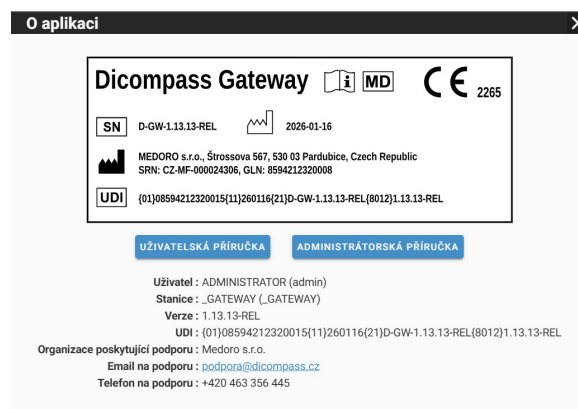 O aplikaci
Dicompass Gateway i MD CE 2265
SN D-GW-1.13.13-REL 2026-01-16
MEDORO s.r.o., Štrossova 567, 530 03 Pardubice, Czech Republic
SRN: CZ-MF-000024306, GLN: 8594212320008
UDI {01}08594212320015{11}260116{21}D-GW-1.13.13-REL{8012}1.13.13-REL
UŽIVATELSKÁ PŘÍRUČKA ADMINISTRÁTORSKÁ PŘÍRUČKA
Uživatel : ADMINISTRATOR (admin)
Stanice : _GATEWAY (_GATEWAY)
Verze : 1.13.13-REL
UDI : {01}08594212320015{11}260116{21}D-GW-1.13.13-REL{8012}1.13.13-REL
Organizace poskytující podporu : Medoro s.r.o.
Email na podporu : podpora@dicompass.cz
Telefon na podporu : +420 463 356 445